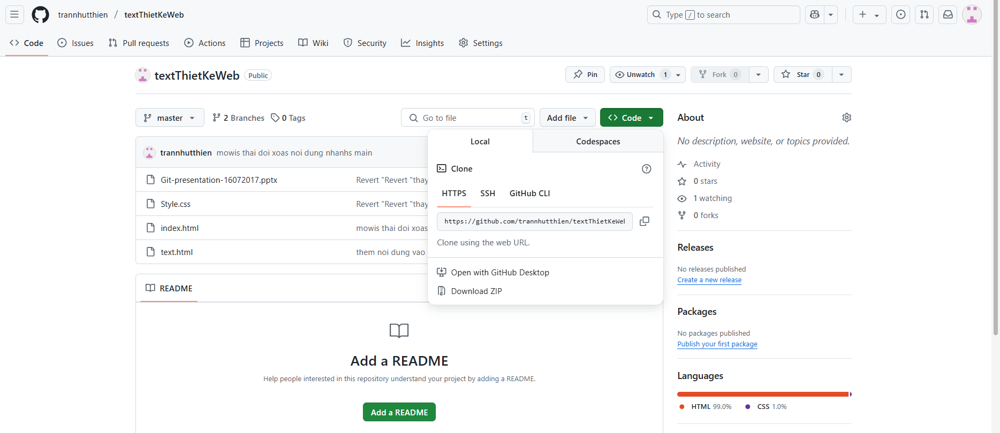 trannhutthien / textThietKeWeb
Type / to search
Code Issues Pull requests Actions Projects Wiki Security Insights Settings
textThietKeWeb Public
Pin Unwatch 1 Fork 0 Star 0
master 2 Branches 0 Tags
Go to file t Add file Code
trannhutthien mowis thai doi xoas noi dung nhanhs main
Git-presentation-16072017.pptx Revert "Revert "thay
Style.css Revert "Revert "thay
index.html mowis thai doi xoas
text.html them noi dung vao
Local Codespaces
Clone
HTTPS SSH GitHub CLI
https://github.com/trannhutthien/textThietKeWe
Clone using the web URL.
Open with GitHub Desktop
Download ZIP
README
Add a README
Help people interested in this repository understand your project by adding a README.
Add a README
About
No description, website, or topics provided.
Activity
0 stars
1 watching
0 forks
Releases
No releases published
Create a new release
Packages
No packages published
Publish your first package
Languages
HTML 99.0% CSS 1.0%